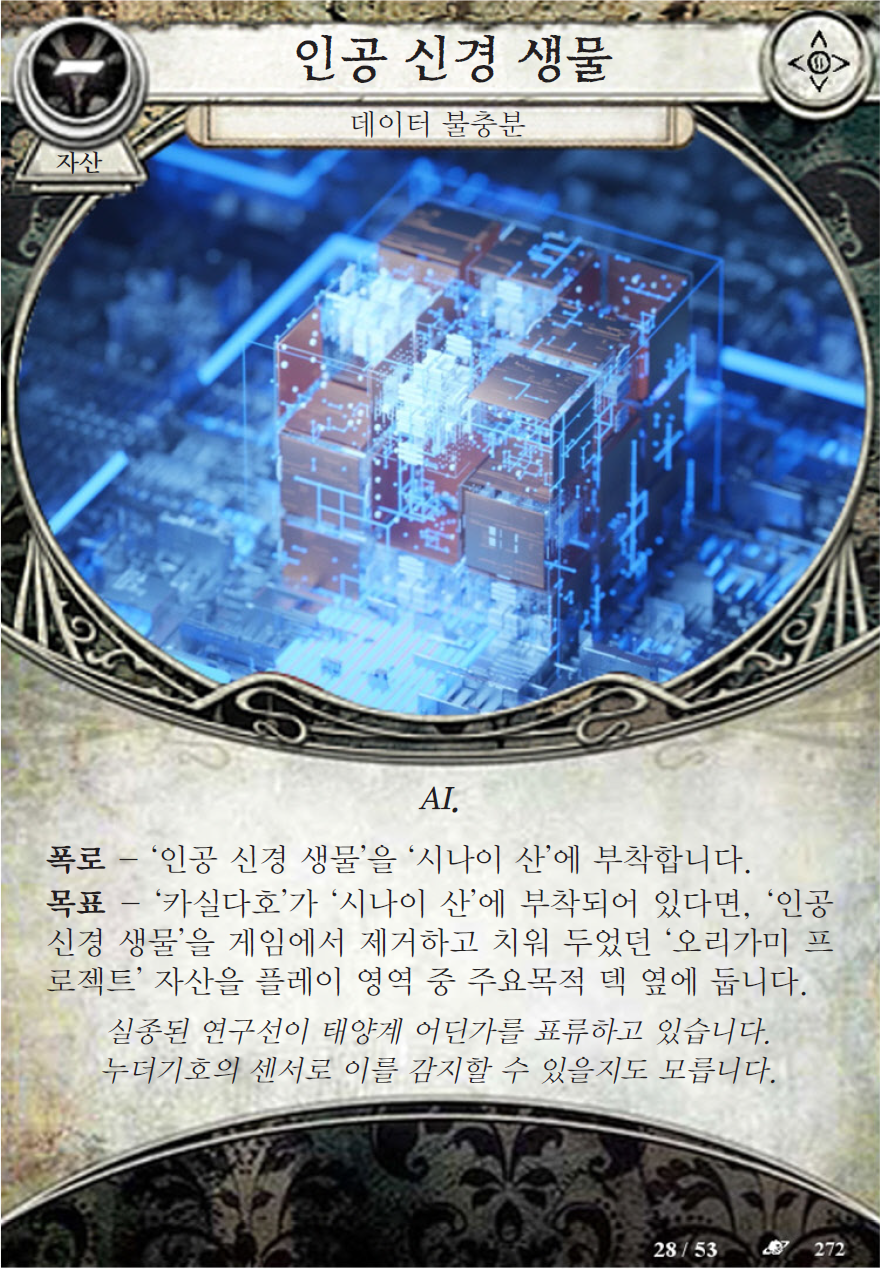 인공 신경 생물
데이터 불충분
자산
AI.
폭로 – ‘인공 신경 생물’을 ‘시나이 산’에 부착합니다.
목표 – ‘카실다호’가 ‘시나이 산’에 부착되어 있다면, ‘인공
신경 생물’을 게임에서 제거하고 치워 두었던 ‘오리가미 프
로젝트’ 자산을 플레이 영역 중 주요목적 덱 옆에 둡니다.
실종된 연구선이 태양계 어딘가를 표류하고 있습니다.
누더기호의 센서로 이를 감지할 수 있을지도 모릅니다.
28 / 53 272